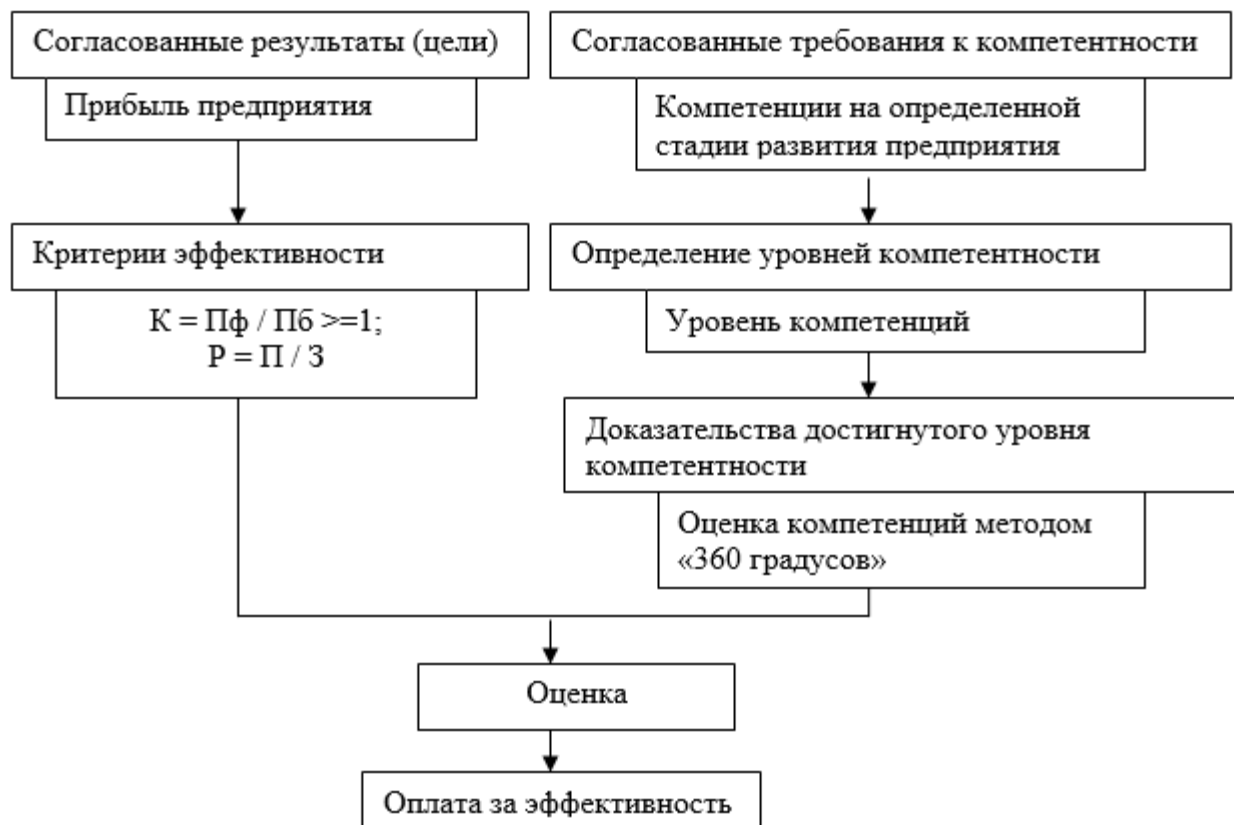 Согласованные результаты (цели)
Прибыль предприятия
Критерии эффективности
К = Пф / Пб >=1;
Р = П / З
Согласованные требования к компетентности
Компетенции на определенной
стадии развития предприятия
Определение уровней компетентности
Уровень компетенций
Доказательства достигнутого уровня
компетентности
Оценка компетенций методом
«360 градусов»
Оценка
Оплата за эффективность